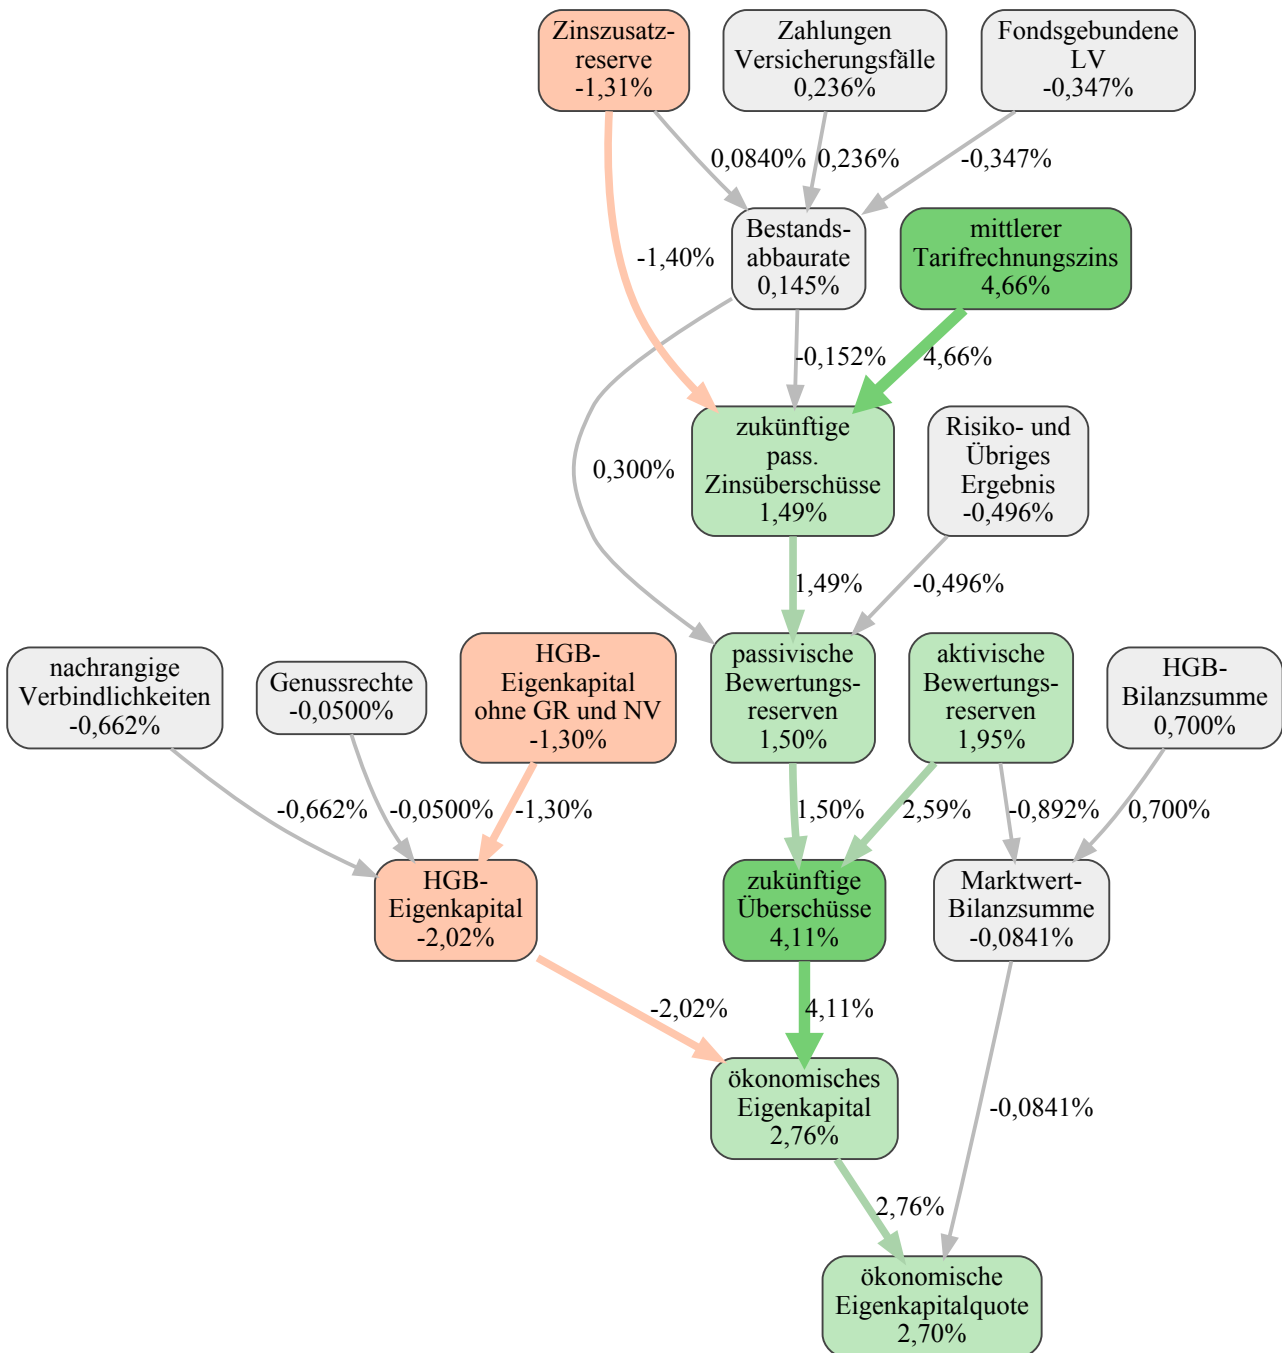 Zinszusatz-
reserve
-1,31%
Zahlungen
Versicherungsfälle
0,236%
Fondsgebundene
LV
-0,347%
0,0840%
0,236%
-0,347%
Bestands-
abbaurate
0,145%
mittlerer
Tarifrechnungszins
4,66%
-1,40%
-0,152%
4,66%
zukünftige
pass.
Zinsüberschüsse
1,49%
Risiko- und
Übriges
Ergebnis
-0,496%
0,300%
1,49%
-0,496%
nachrangige
Verbindlichkeiten
-0,662%
Genussrechte
-0,0500%
HGB-
Eigenkapital
ohne GR und NV
-1,30%
passivische
Bewertungs-
reserven
1,50%
aktivische
Bewertungs-
reserven
1,95%
HGB-
Bilanzsumme
0,700%
-0,662%
-0,0500%
-1,30%
1,50%
2,59%
-0,892%
0,700%
HGB-
Eigenkapital
-2,02%
zukünftige
Überschüsse
4,11%
Marktwert-
Bilanzsumme
-0,0841%
-2,02%
4,11%
ökonomisches
Eigenkapital
2,76%
-0,0841%
2,76%
ökonomische
Eigenkapitalquote
2,70%